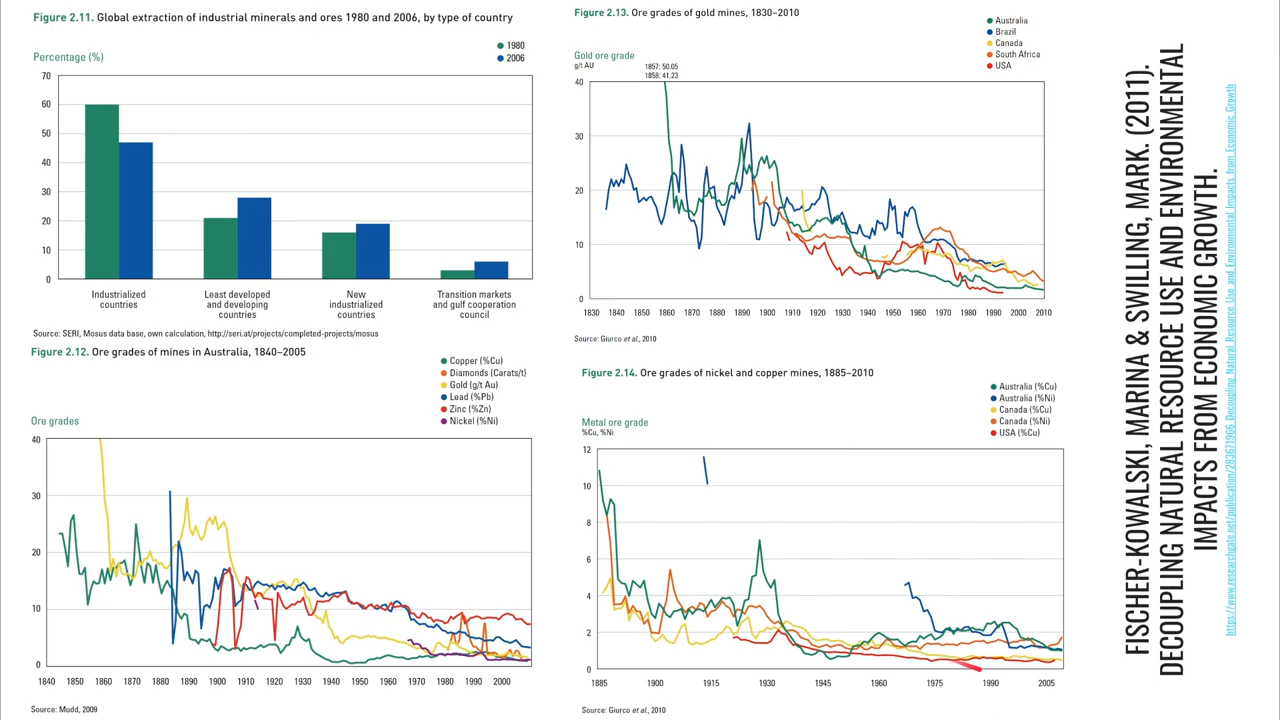 Figure 2.11. Global extraction of industrial minerals and ores 1980 and 2006, by type of country
1980
2006
Percentage (%)
70
60
50
40
30
20
10
0
Industrialized
countries
Least developed
and developing
countries
New
industrialized
countries
Transition markets
and gulf cooperation
council
Source: SERI, Mosus data base, own calculation, http://seri.at/projects/completed-projects/mosus
Figure 2.12. Ore grades of mines in Australia, 1840–2005
Copper (%Cu)
Diamonds (Carats/t)
Gold (g/t Au)
Lead (%Pb)
Zinc (%Zn)
Nickel (%Ni)
Ore grades
40
30
20
10
0
1840 1850 1860 1870 1880 1890 1900 1910 1920 1930 1940 1950 1960 1970 1980 1990 2000
Source: Mudd, 2009
Figure 2.13. Ore grades of gold mines, 1830–2010
Australia
Brazil
Canada
South Africa
USA
Gold ore grade
g/t AU
1857: 50.05
1858: 41.23
40
30
20
10
0
1830 1840 1850 1860 1870 1880 1890 1900 1910 1920 1930 1940 1950 1960 1970 1980 1990 2000 2010
Source: Giurco et al., 2010
Figure 2.14. Ore grades of nickel and copper mines, 1885–2010
Australia (%Cu)
Australia (%Ni)
Canada (%Cu)
Canada (%Ni)
USA (%Cu)
Metal ore grade
%Cu, %Ni
12
10
8
6
4
2
0
1885 1900 1915 1930 1945 1960 1975 1990 2005
Source: Giurco et al., 2010
FISCHER-KOWALSKI, MARINA & SWILLING, MARK. (2011).
DECOUPLING NATURAL RESOURCE USE AND ENVIRONMENTAL
IMPACTS FROM ECONOMIC GROWTH.
https://www.researchgate.net/publication/283671966_Decoupling_Natural_Resource_Use_and_Environmental_Impacts_from_Economic_Growth